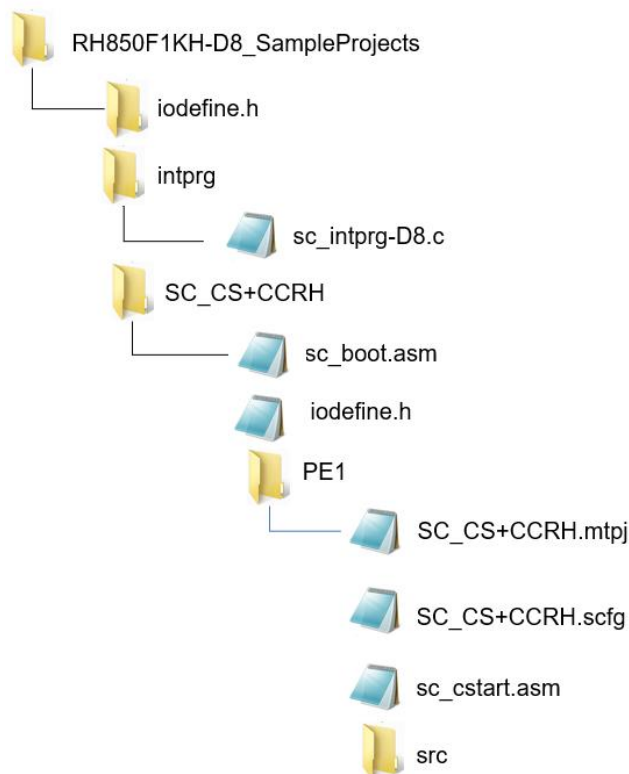 RH850F1KH-D8_SampleProjects
iodefine.h
intprg
sc_intprg-D8.c
SC_CS+CCRH
sc_boot.asm
iodefine.h
PE1
SC_CS+CCRH.mtpj
SC_CS+CCRH.scfg
sc_cstart.asm
src